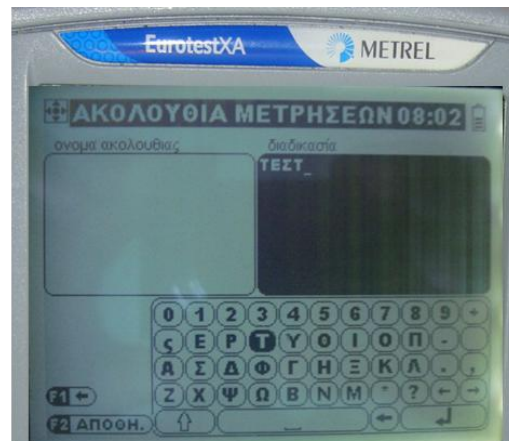 EurotestXA METREL
ΑΚΟΛΟΥΘΙΑ ΜΕΤΡΗΣΕΩΝ 08:02
ονομα ακολουθιας διαδικασία
ΤΕΣΤ_
0 1 2 3 4 5 6 7 8 9 +
ς Ε Ρ Τ Υ Θ Ι Ο Π -
Α Σ Δ Φ Γ Η Ξ Κ Λ . ,
F1 ← Ζ Χ Ψ Ω Β Ν Μ * ? ← →
F2 ΑΠΟΘΗ. ⇧ ⎵ ← ↲